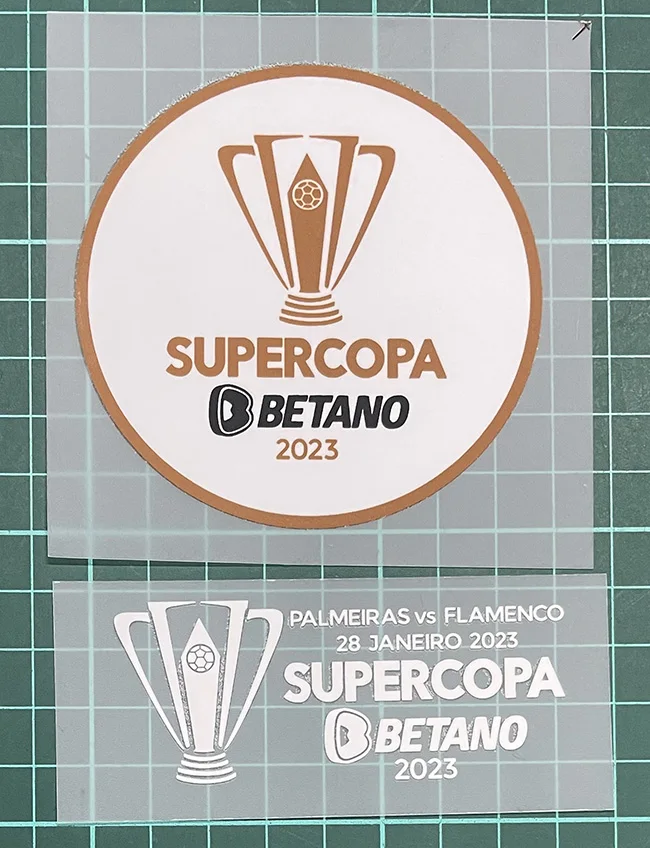 SUPERCOPA
BETANO
2023
PALMEIRAS vs FLAMENCO
28 JANEIRO 2023
SUPERCOPA
BETANO
2023